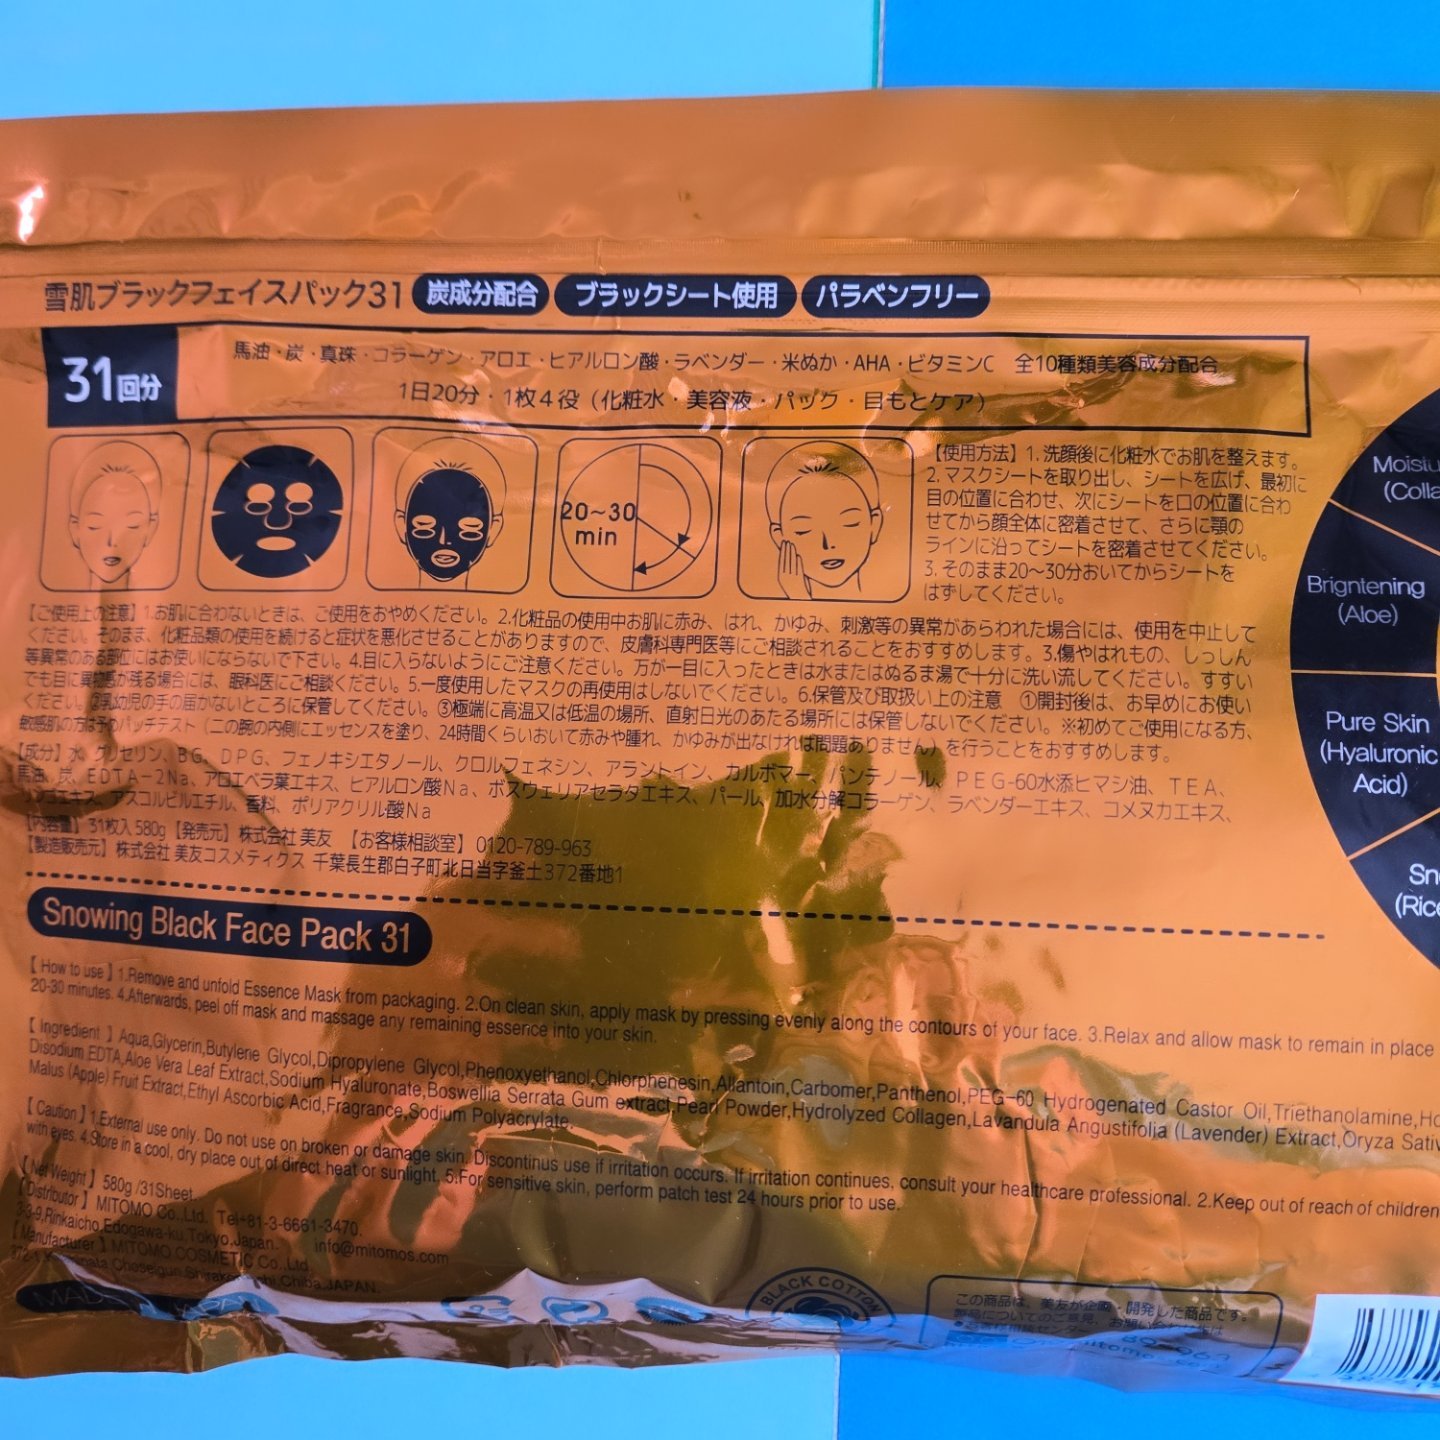 雪肌ブラックフェイスパック31 炭成分配合 ブラックシート使用 パラベンフリー
31回分
馬油・炭・真珠・コラーゲン・アロエ・ヒアルロン酸・ラベンダー・米ぬか・AHA・ビタミンC 全10種類美容成分配合
1日20分・1枚4役（化粧水・美容液・パック・目もとケア）
20~30
min
【使用方法】1. 洗顔後に化粧水でお肌を整えます。
2. マスクシートを取り出し、シートを広げ、最初に
目の位置に合わせ、次にシートを口の位置に合わ
せてから顔全体に密着させて、さらに顎の
ラインに沿ってシートを密着させてください。
3. そのまま20~30分おいてからシートを
はずしてください。
【ご使用上の注意】1.お肌に合わないときは、ご使用をおやめください。2.化粧品の使用中お肌に赤み、はれ、かゆみ、刺激等の異常があらわれた場合には、使用を中止して
ください。そのまま、化粧品類の使用を続けると症状を悪化させることがありますので、皮膚科専門医等にご相談されることをおすすめします。3.傷やはれもの、しっしん
等異常のある部位にはお使いにならないで下さい。4.目に入らないようにご注意ください。万が一目に入ったときは水またはぬるま湯で十分に洗い流してください。すすい
でも目に異物感が残る場合には、眼科医にご相談ください。5.一度使用したマスクの再使用はしないでください。6.保管及び取扱い上の注意 ①開封後は、お早めにお使い
ください。②乳幼児の手の届かないところに保管してください。③極端に高温又は低温の場所、直射日光のあたる場所には保管しないでください。※初めてご使用になる方、
敏感肌の方は予めパッチテスト（二の腕の内側にエッセンスを塗り、24時間くらいおいて赤みや腫れ、かゆみが出なければ問題ありません）を行うことをおすすめします。
【成分】水、グリセリン、BG、DPG、フェノキシエタノール、クロルフェネシン、アラントイン、カルボマー、パンテノール、PEG-60水添ヒマシ油、TEA、
馬油、炭、EDTA-2Na、アロエベラ葉エキス、ヒアルロン酸Na、ボスウェリアセラタエキス、パール、加水分解コラーゲン、ラベンダーエキス、コメヌカエキス、
リンゴエキス、アスコルビルエチル、香料、ポリアクリル酸Na
【内容量】31枚入 580g【発売元】株式会社 美友 【お客様相談室】0120-789-963
【製造販売元】株式会社 美友コスメティクス 千葉長生郡白子町北日当字釜土372番地1
Snowing Black Face Pack 31
【 How to use 】1.Remove and unfold Essence Mask from packaging. 2.On clean skin, apply mask by pressing evenly along the contours of your face. 3.Relax and allow mask to remain in place
20-30 minutes. 4.Afterwards, peel off mask and massage any remaining essence into your skin.
【 Ingredient 】Aqua,Glycerin,Butylene Glycol,Dipropylene Glycol,Phenoxyethanol,Chlorphenesin,Allantoin,Carbomer,Panthenol,PEG-60 Hydrogenated Castor Oil,Triethanolamine,Ho
Disodium EDTA,Aloe Vera Leaf Extract,Sodium Hyaluronate,Boswellia Serrata Gum extract,Pearl Powder,Hydrolyzed Collagen,Lavandula Angustifolia (Lavender) Extract,Oryza Sativ
Malus (Apple) Fruit Extract,Ethyl Ascorbic Acid,Fragrance,Sodium Polyacrylate.
【 Caution 】1.External use only. Do not use on broken or damage skin. Discontinus use if irritation occurs. If irritation continues, consult your healthcare professional. 2.Keep out of reach of children
with eyes. 4.Store in a cool, dry place out of direct heat or sunlight. 5.For sensitive skin, perform patch test 24 hours prior to use.
【 Net Weight 】580g /31Sheet.
【 Distributor 】MITOMO Co.,Ltd. Tel+81-3-6661-3470.
3-3-9,Rinkaicho,Edogawa-ku,Tokyo,Japan. info@mitomos.com
【 Manufacturer 】MITOMO COSMETIC Co.,Ltd.
Chiba,JAPAN.
BLACK COTTON
この商品は、美友が企画・開発した商品です。
製品についてのご意見、お問い合わせは
Moistu
(Colla
Brigntening
(Aloe)
Pure Skin
(Hyaluronic
Acid)
Sn
(Rice